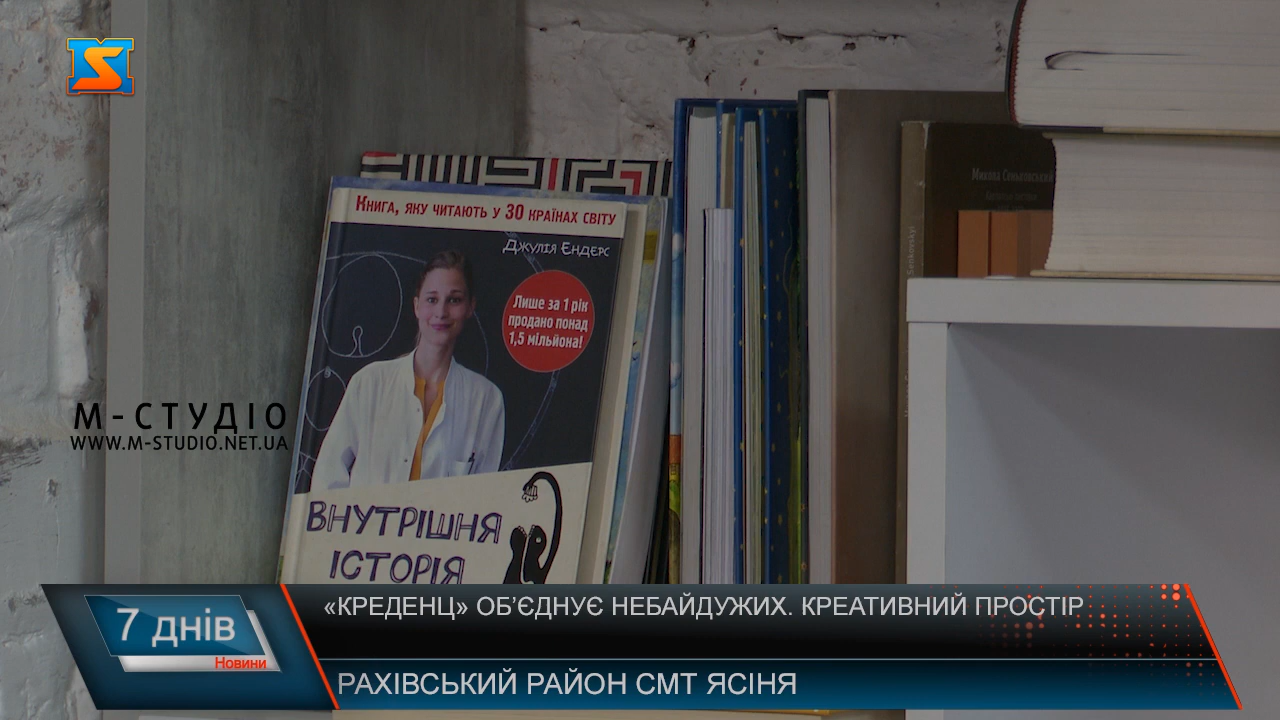 Книга, яку читають у 30 країнах світу
Джулія Ендерс
Лише за 1 рік
продано понад
1,5 мільйона!
Внутрішня
історія
Senkovskyi
М-СТУДІО
WWW.M-STUDIO.NET.UA
7 днів
Новини
«КРЕДЕНЦ» ОБ’ЄДНУЄ НЕБАЙДУЖИХ. КРЕАТИВНИЙ ПРОСТІР
РАХІВСЬКИЙ РАЙОН СМТ ЯСІНЯ